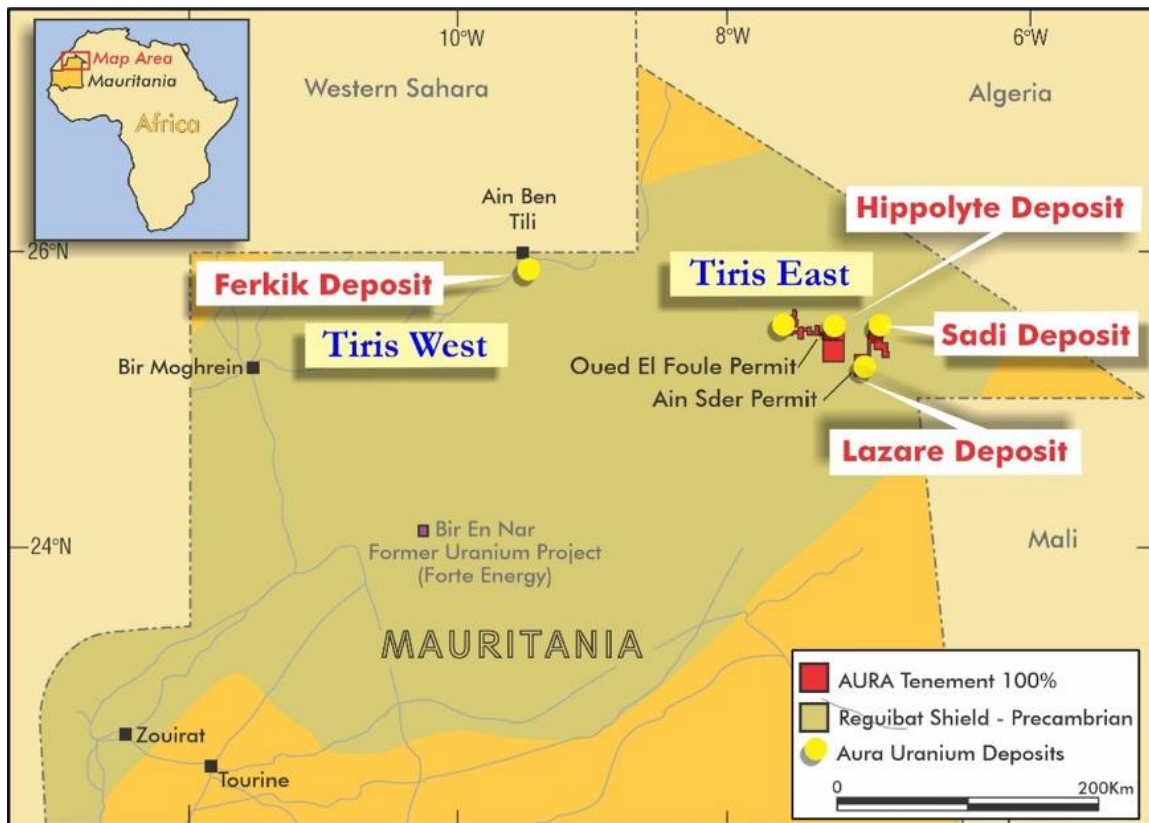 10°W
8°W
6°W
Map Area
Mauritania
Africa
Western Sahara
Algeria
Ain Ben
Tili
Hippolyte Deposit
26°N
Ferkik Deposit
Tiris East
Tiris West
Sadi Deposit
Bir Moghrein
Oued El Foule Permit
Ain Sder Permit
Lazare Deposit
24°N
Bir En Nar
Former Uranium Project
(Forte Energy)
Mali
MAURITANIA
Zouirat
Tourine
AURA Tenement 100%
Reguibat Shield - Precambrian
Aura Uranium Deposits
0
200Km